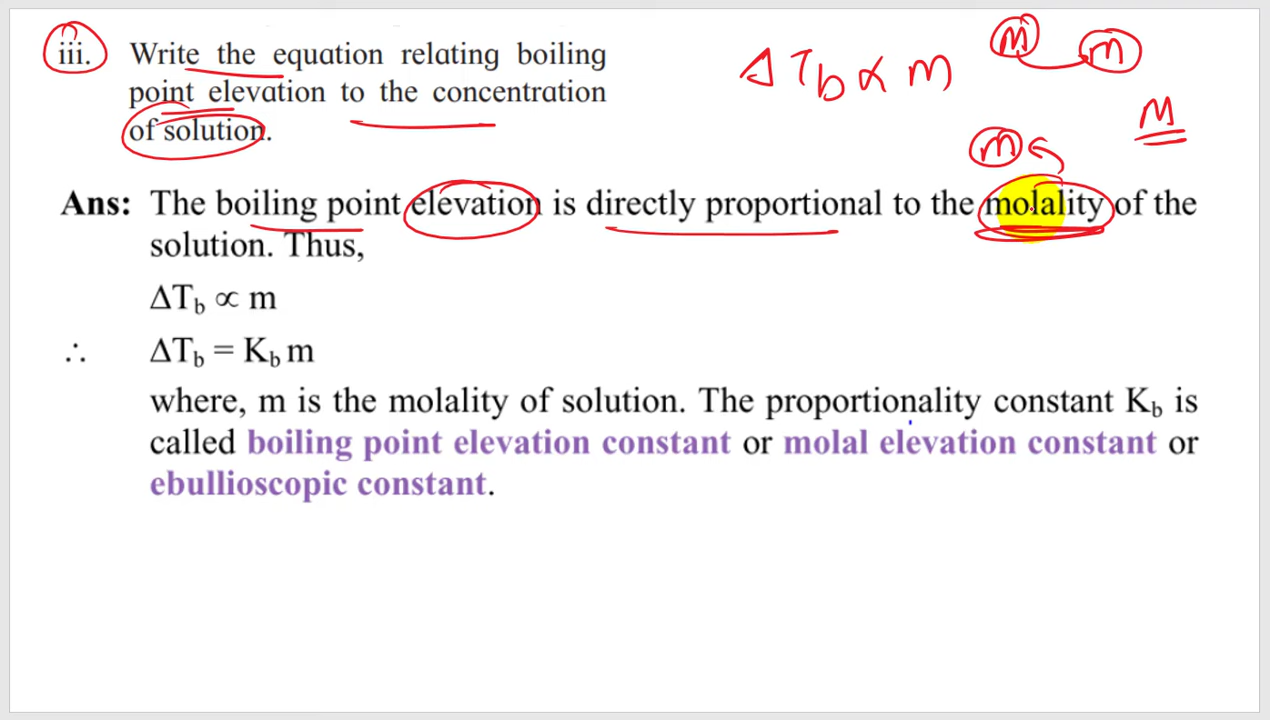 iii. Write the equation relating boiling
point elevation to the concentration
of solution.
Δ Tb ∝ m
m m
M
m
Ans: The boiling point elevation is directly proportional to the molality of the
solution. Thus,
ΔTb ∝ m
∴ ΔTb = Kb m
where, m is the molality of solution. The proportionality constant Kb is
called boiling point elevation constant or molal elevation constant or
ebullioscopic constant.